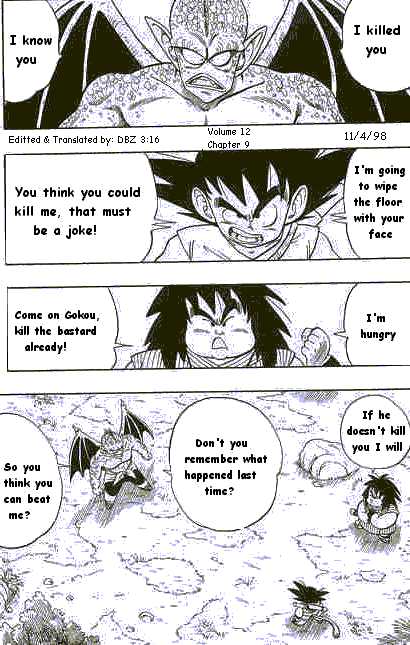 I killed
you
I know
you
Editted & Translated by: DBZ 3:16
Volume 12
Chapter 9
11/4/98
I'm going
to wipe
the floor
with your
face
You think you could
kill me, that must
be a joke!
I'm
hungry
Come on Gokou,
kill the bastard
already!
If he
doesn't kill
you I will
Don't you
remember what
happened last
time?
So you
think you
can beat
me?